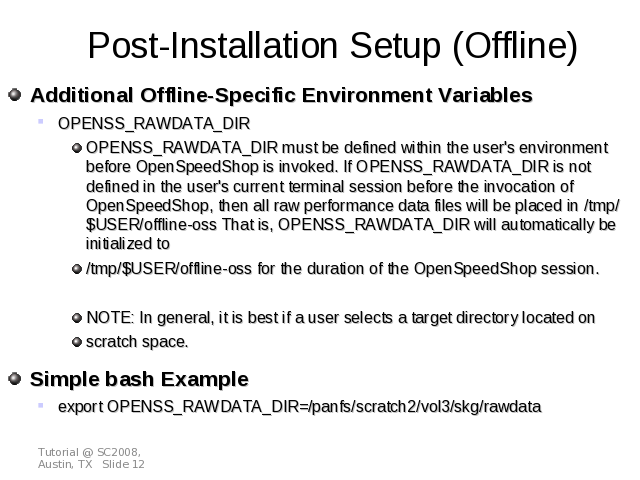 Post-Installation Setup (Offline)
Additional Offline-Specific Environment Variables
OPENSS_RAWDATA_DIR
OPENSS_RAWDATA_DIR must be defined within the user's environment
before OpenSpeedShop is invoked. If OPENSS_RAWDATA_DIR is not
defined in the user's current terminal session before the invocation of
OpenSpeedShop, then all raw performance data files will be placed in /tmp/
$USER/offline-oss That is, OPENSS_RAWDATA_DIR will automatically be
initialized to
/tmp/$USER/offline-oss for the duration of the OpenSpeedShop session.
NOTE: In general, it is best if a user selects a target directory located on
scratch space.
Simple bash Example
export OPENSS_RAWDATA_DIR=/panfs/scratch2/vol3/skg/rawdata
Tutorial @ SC2008,
Austin, TX Slide 12